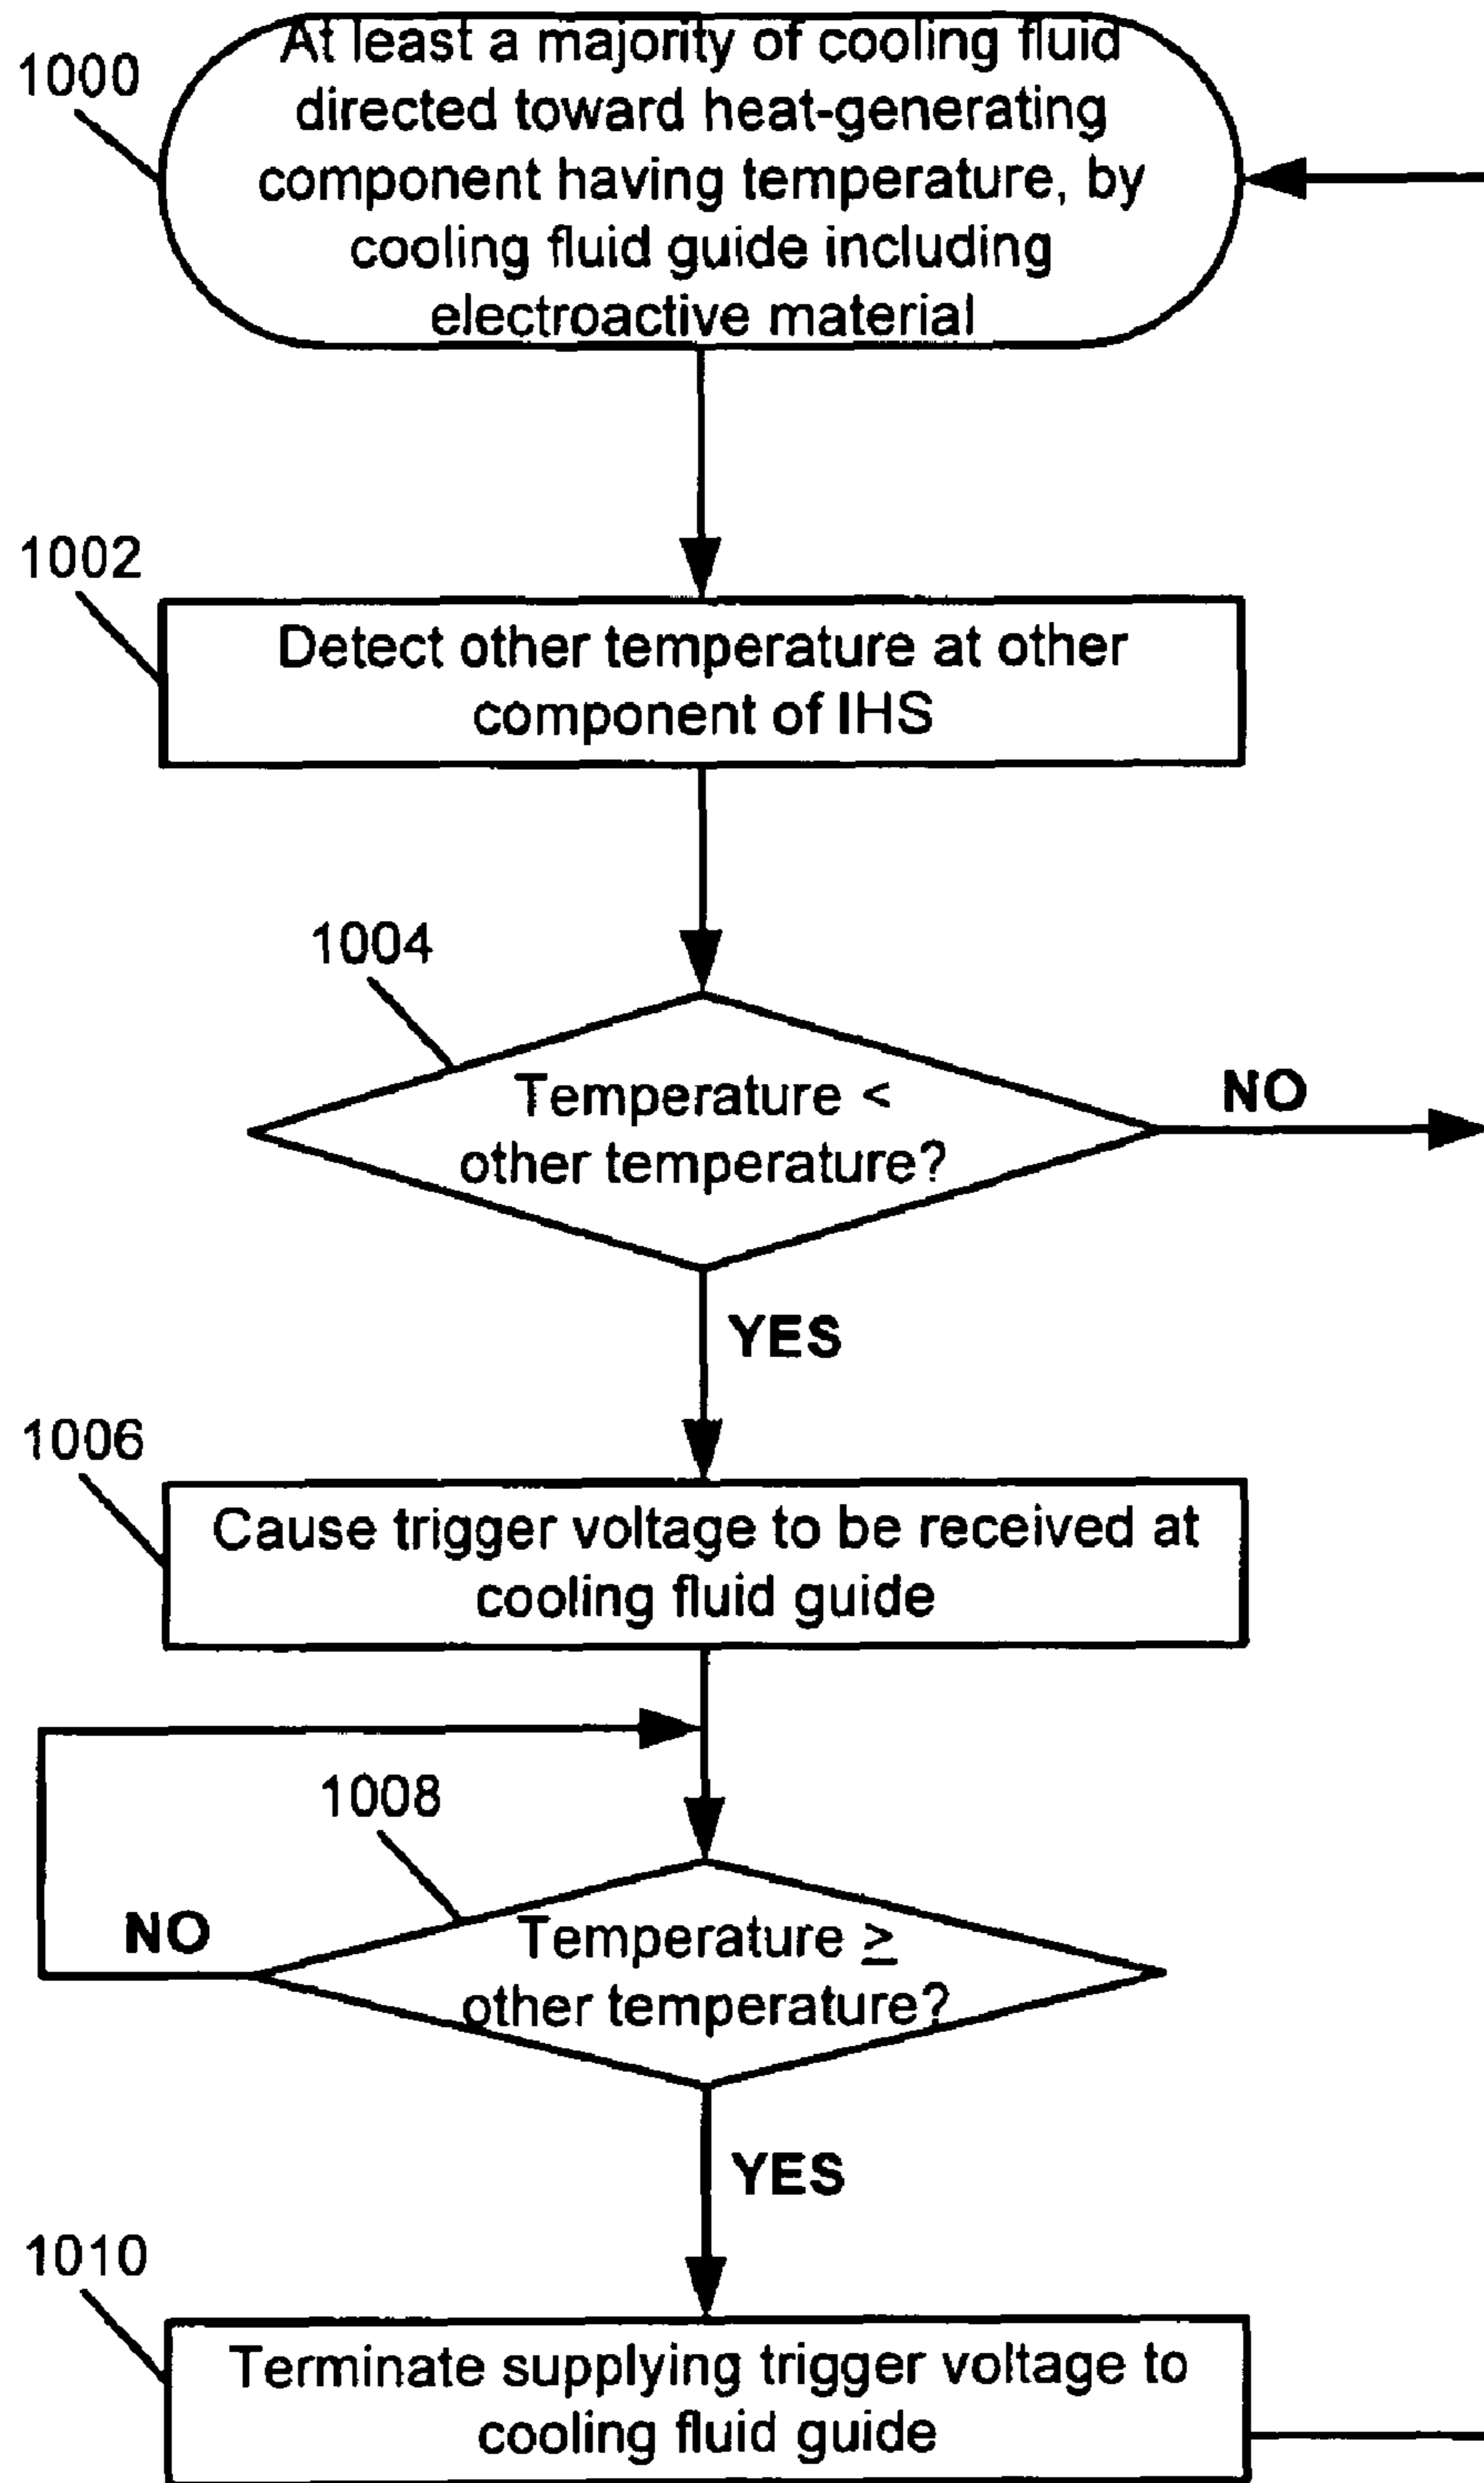 1000
At least a majority of cooling fluid
directed toward heat-generating
component having temperature, by
cooling fluid guide including
electroactive material
1002
Detect other temperature at other
component of IHS
1004
Temperature <
other temperature?
NO
YES
1006
Cause trigger voltage to be received at
cooling fluid guide
1008
Temperature ≥
other temperature?
NO
YES
1010
Terminate supplying trigger voltage to
cooling fluid guide